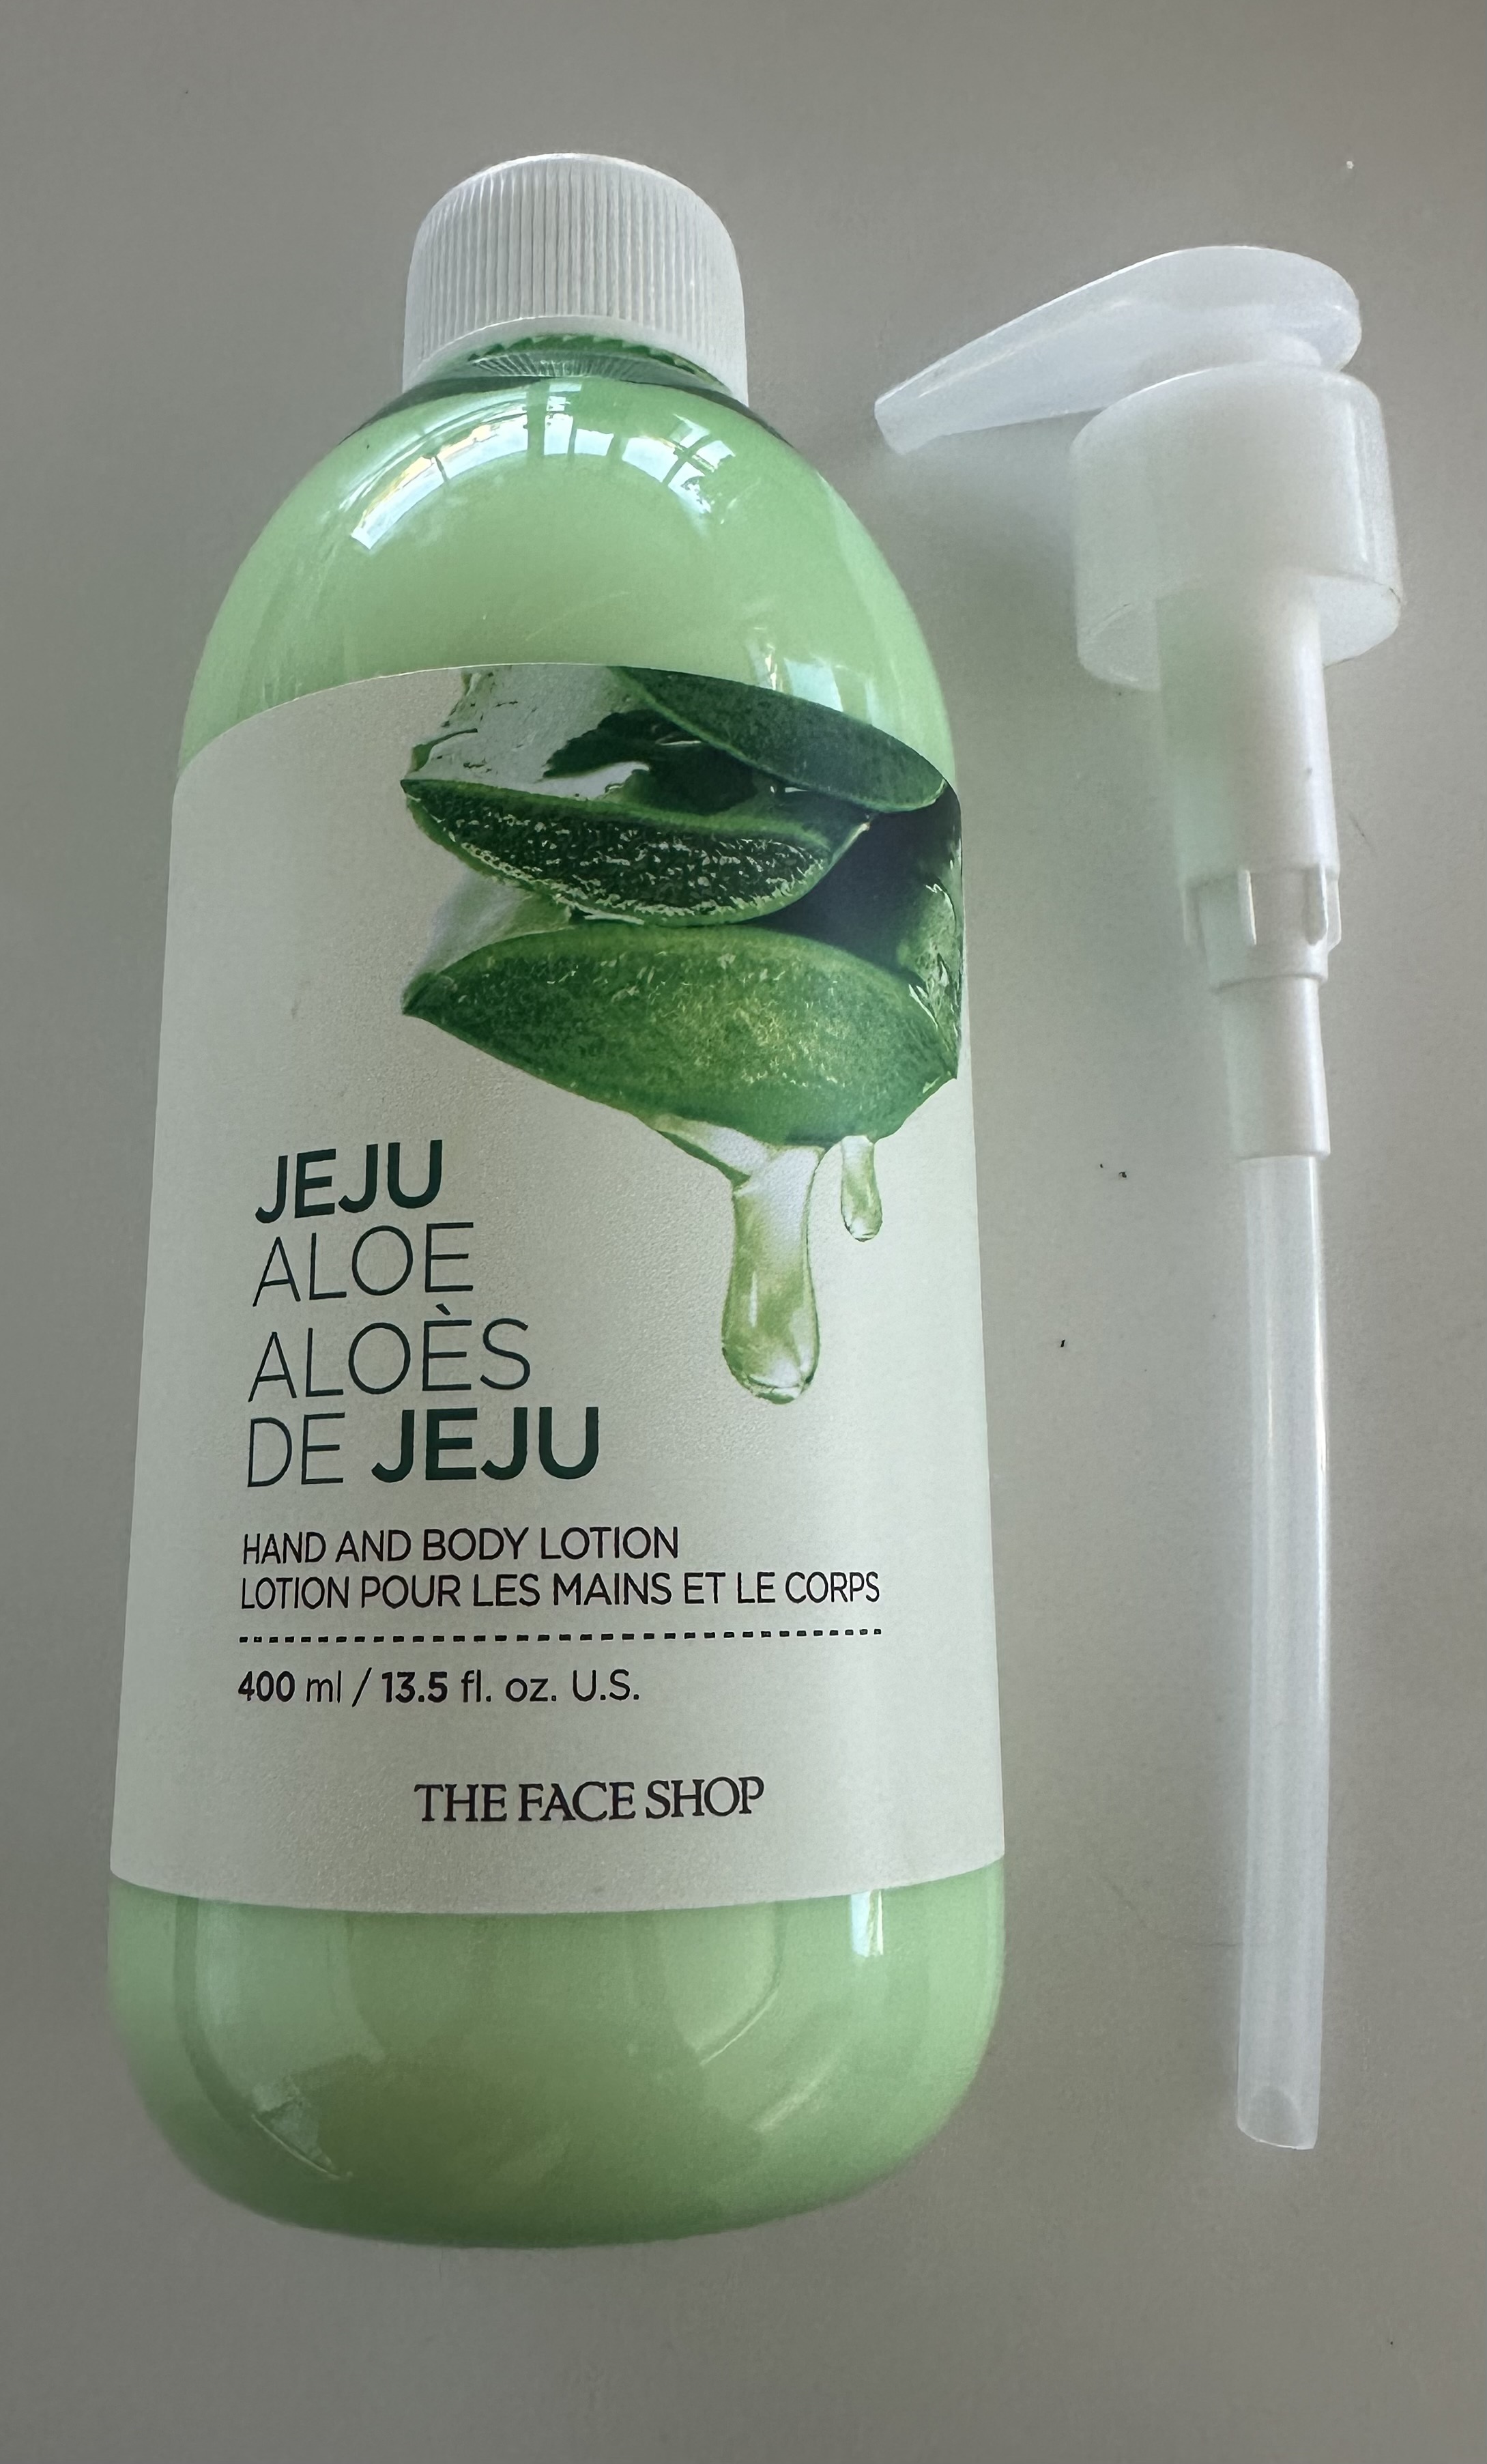 JEJU
ALOE
ALOÈS
DE JEJU
HAND AND BODY LOTION
LOTION POUR LES MAINS ET LE CORPS
400 ml / 13.5 fl. oz. U.S.
THE FACE SHOP